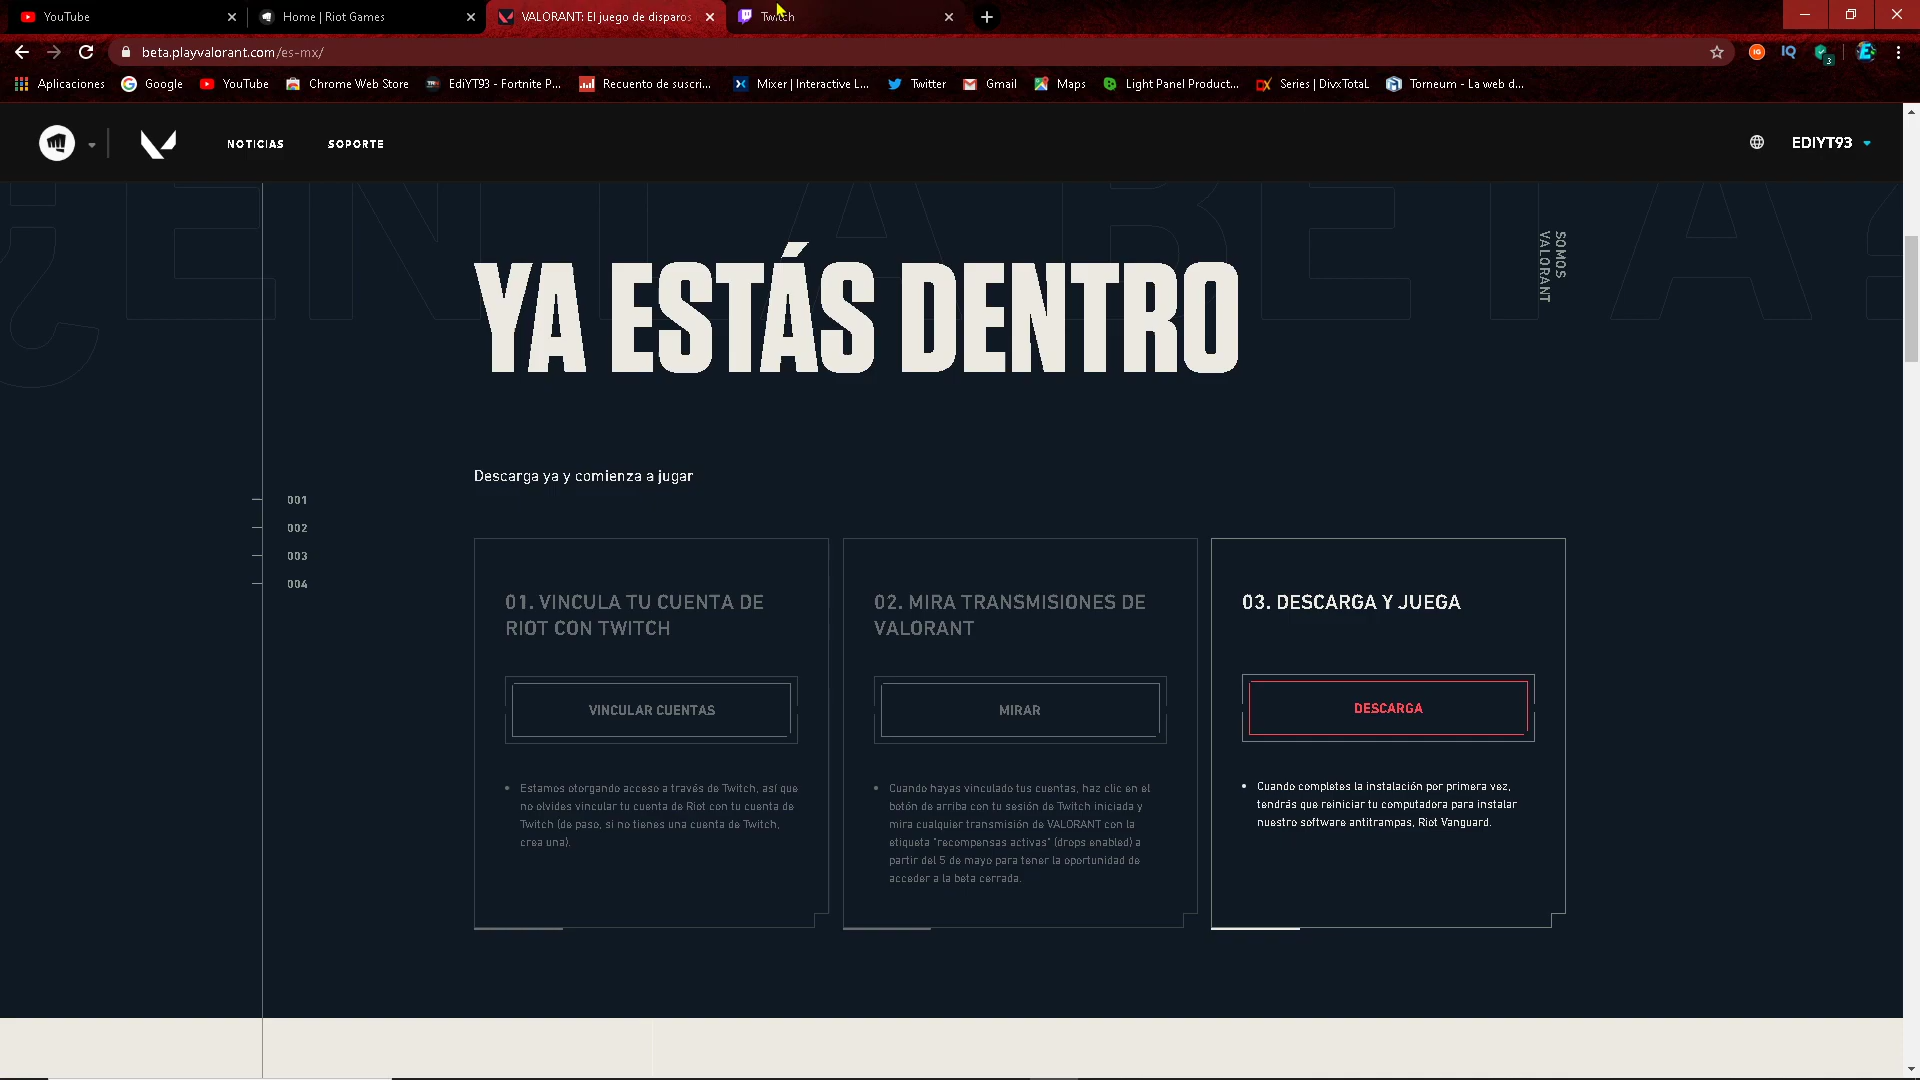 YouTube
Home | Riot Games
VALORANT: El juego de disparos
Twitch
beta.playvalorant.com/es-mx/
3
Aplicaciones
Google
YouTube
Chrome Web Store
EdiYT93 - Fortnite P...
Recuento de suscri...
Mixer | Interactive L...
Twitter
Gmail
Maps
Light Panel Product...
Series | DivxTotaL
Torneum - La web d...
NOTICIAS
SOPORTE
EDIYT93
¿EN LA BETA?
SOMOS
VALORANT
YA ESTÁS DENTRO
Descarga ya y comienza a jugar
001
002
003
004
01. VINCULA TU CUENTA DE
RIOT CON TWITCH
VINCULAR CUENTAS
• Estamos otorgando acceso a través de Twitch, así que
no olvides vincular tu cuenta de Riot con tu cuenta de
Twitch (de paso, si no tienes una cuenta de Twitch,
crea una).
02. MIRA TRANSMISIONES DE
VALORANT
MIRAR
• Cuando hayas vinculado tus cuentas, haz clic en el
botón de arriba con tu sesión de Twitch iniciada y
mira cualquier transmisión de VALORANT con la
etiqueta "recompensas activas" (drops enabled) a
partir del 5 de mayo para tener la oportunidad de
acceder a la beta cerrada.
03. DESCARGA Y JUEGA
DESCARGA
• Cuando completes la instalación por primera vez,
tendrás que reiniciar tu computadora para instalar
nuestro software antitrampas, Riot Vanguard.